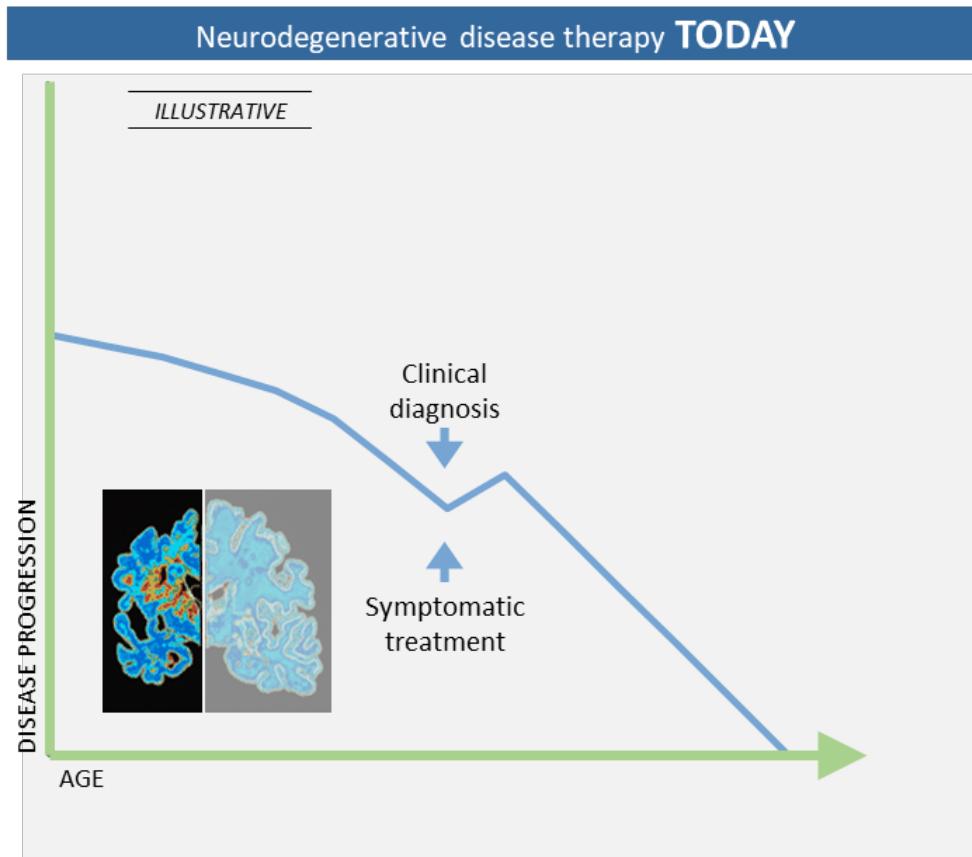 Neurodegenerative disease therapy TODAY
ILLUSTRATIVE
Clinical
diagnosis
Symptomatic
treatment
DISEASE PROGRESSION
AGE